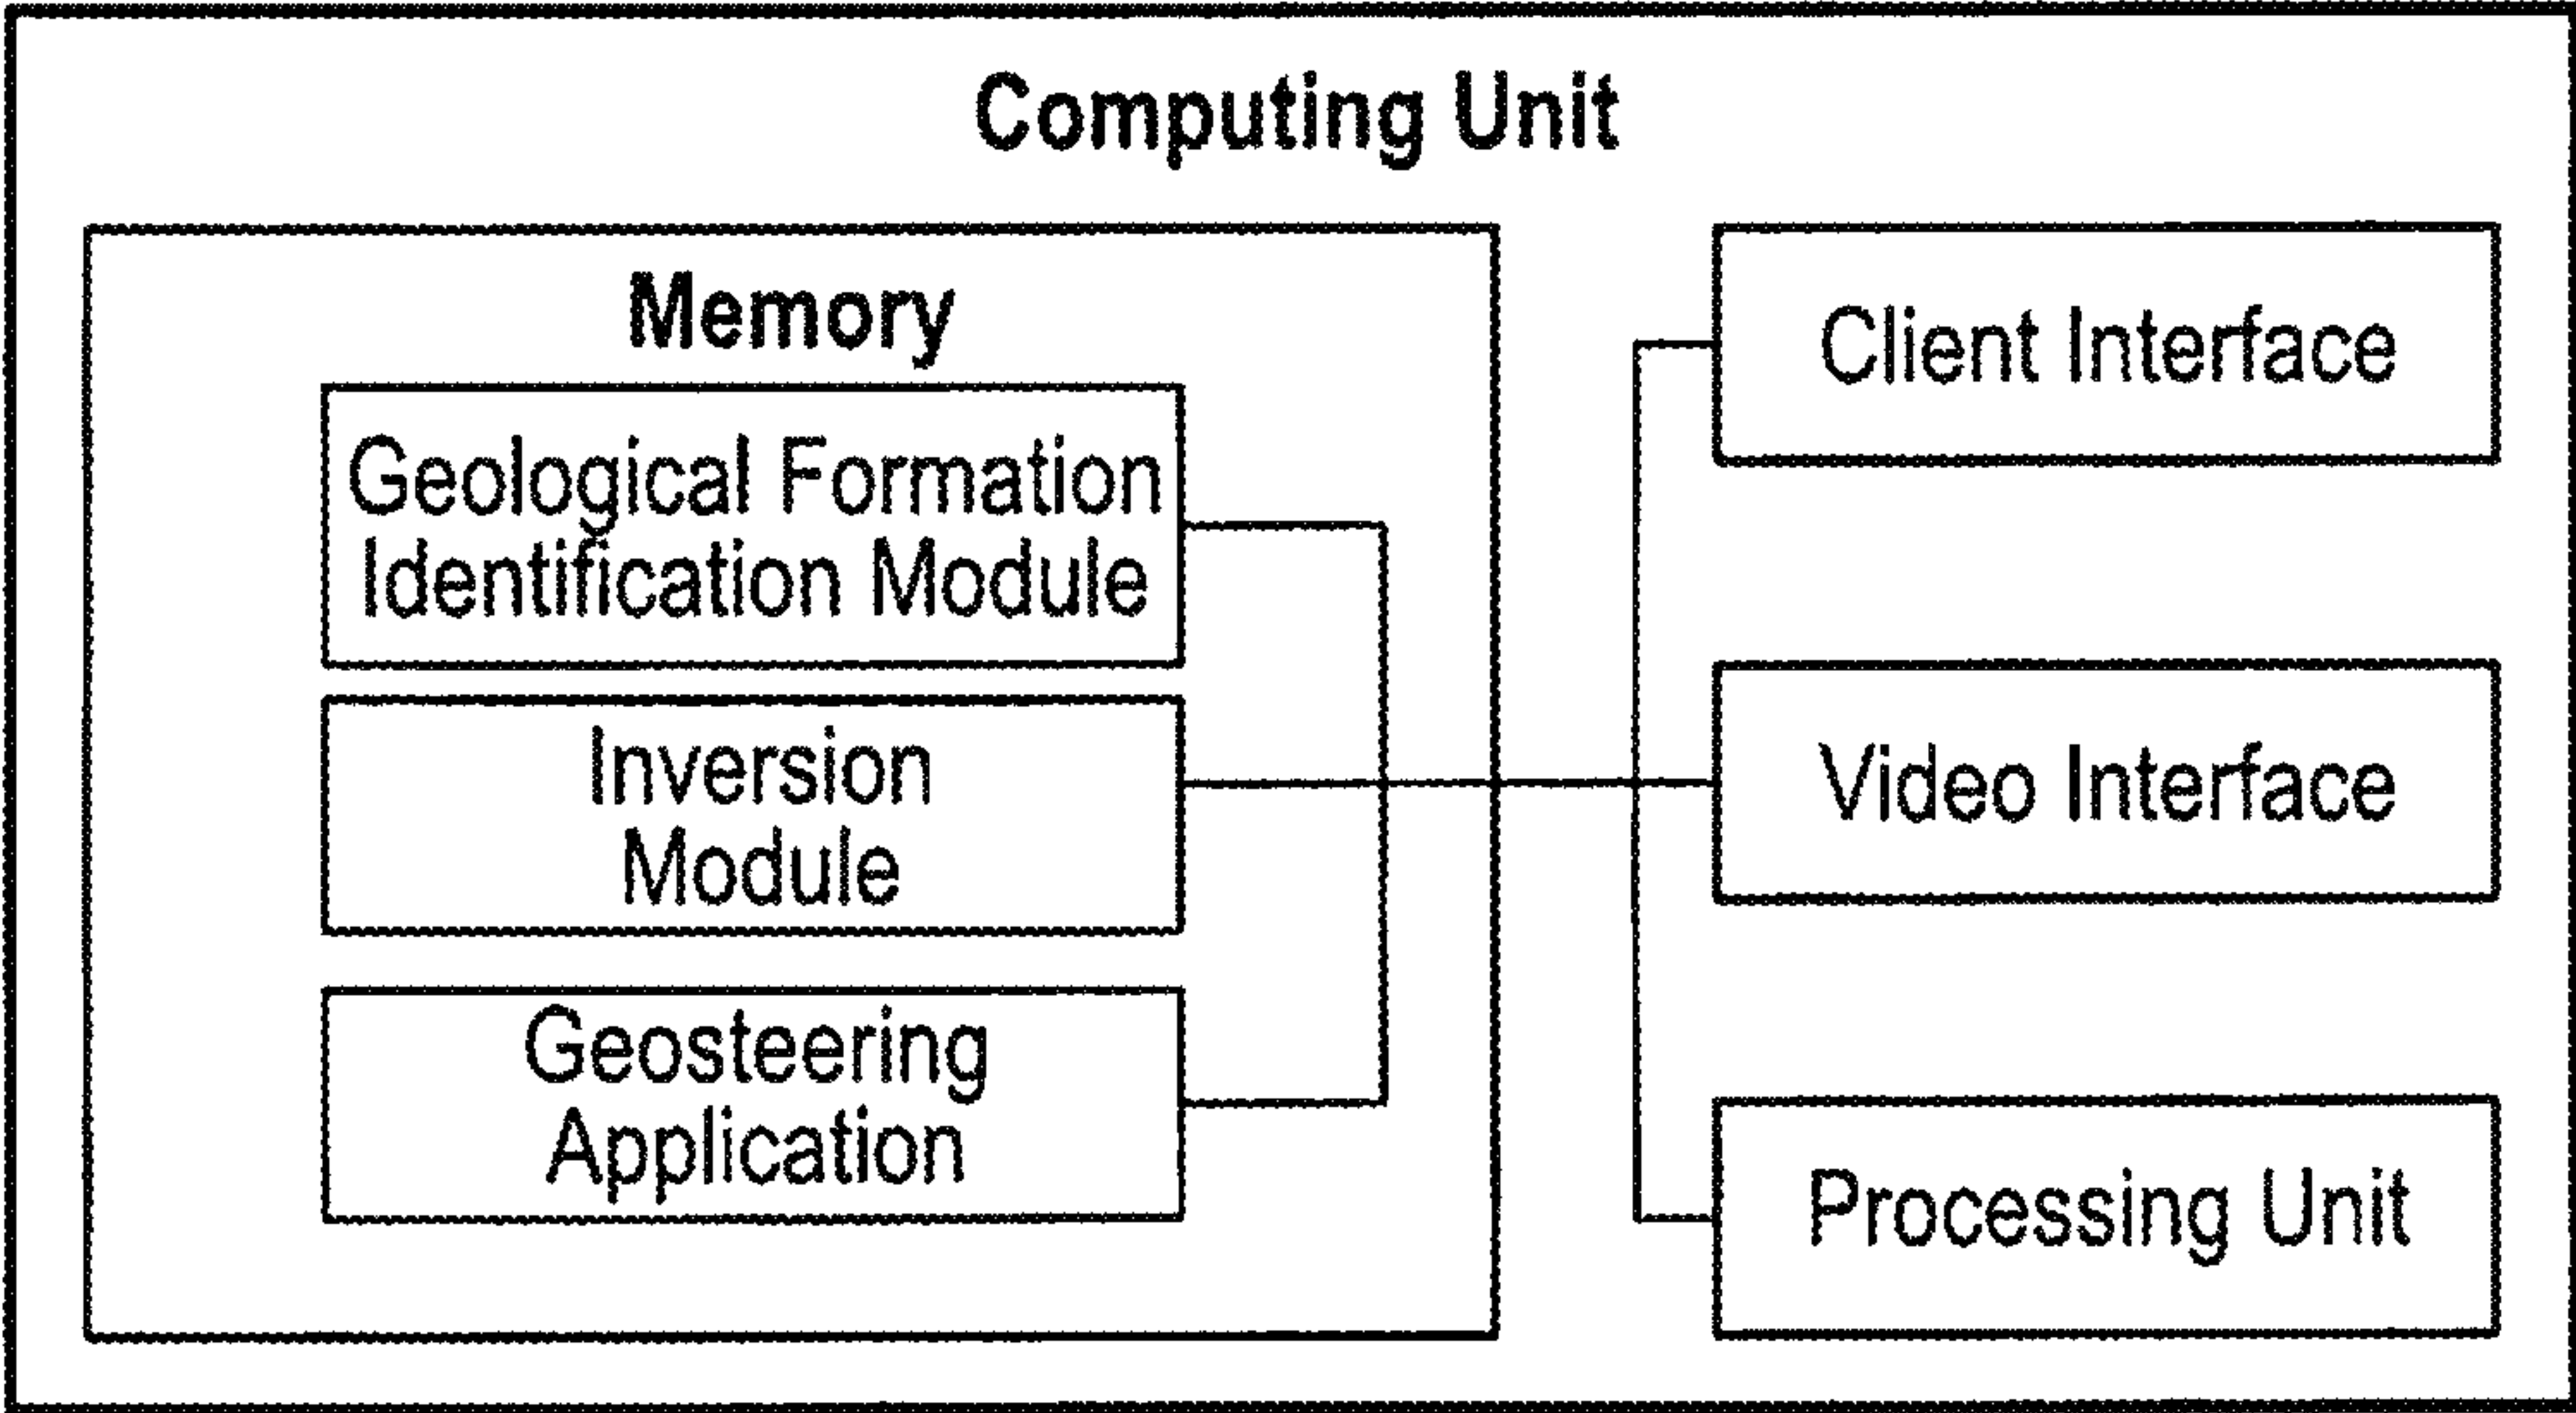 Computing Unit
Memory
Geological Formation
Identification Module
Inversion
Module
Geosteering
Application
Client Interface
Video Interface
Processing Unit